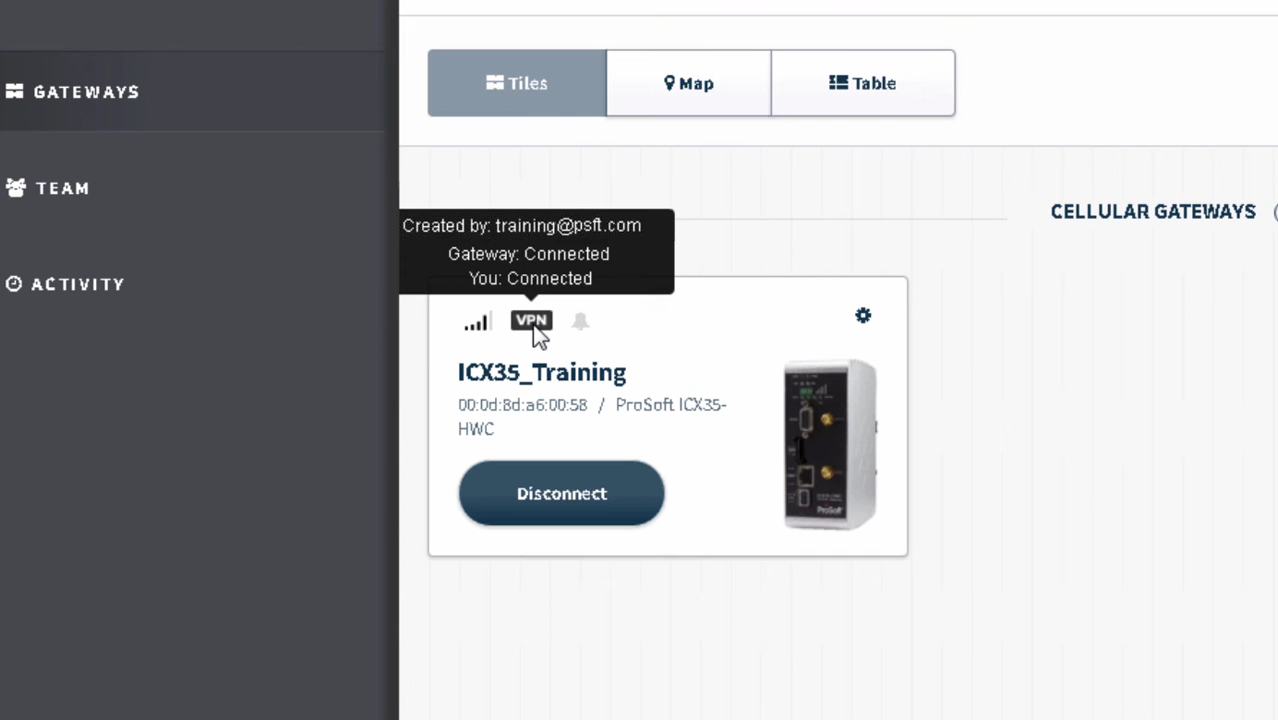 GATEWAYS
TEAM
ACTIVITY
Tiles
Map
Table
CELLULAR GATEWAYS
Created by: training@psft.com
Gateway: Connected
You: Connected
VPN
ICX35_Training
00:0d:8d:a6:00:58 / ProSoft ICX35-
HWC
Disconnect
ProSoft